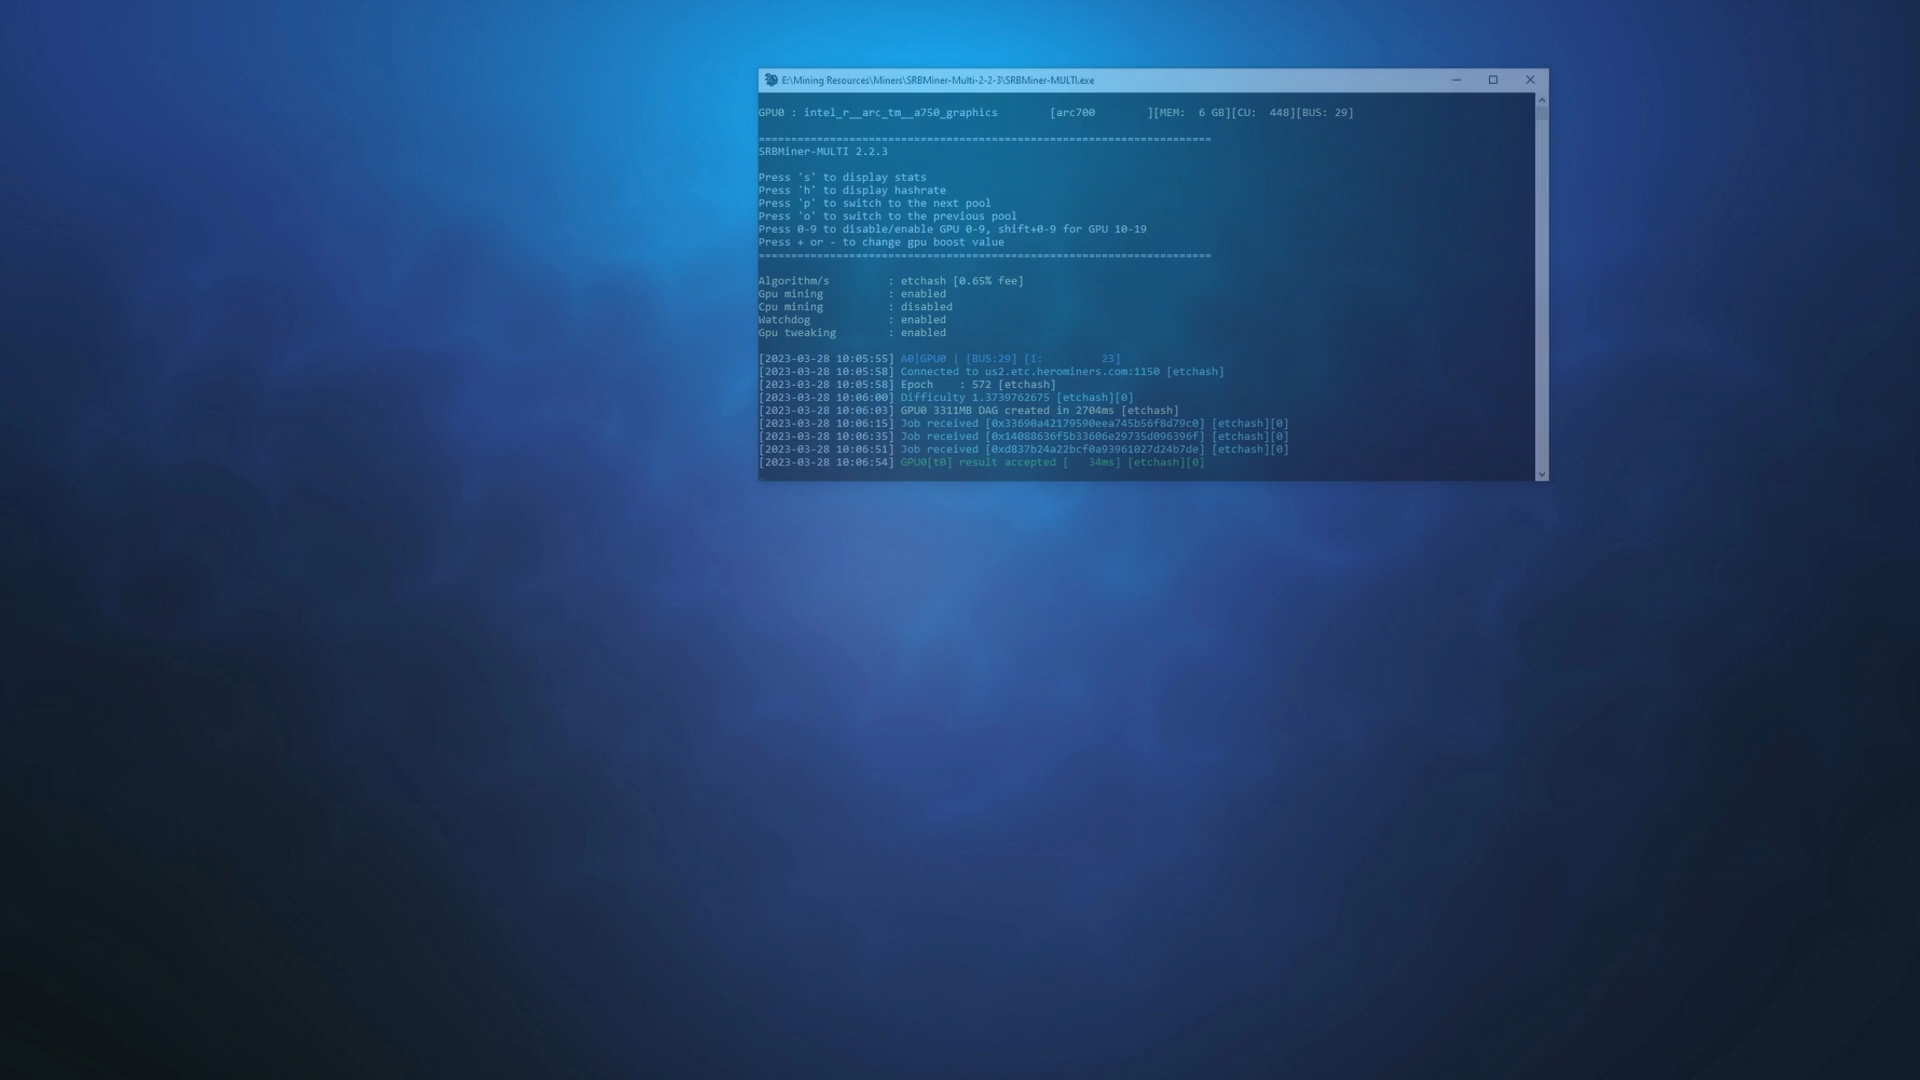 E:\Mining Resources\Miners\SRBMiner-Multi-2-2-3\SRBMiner-MULTI.exe
GPU0 : intel_r__arc_tm__a750_graphics [arc700 ][MEM: 6 GB][CU: 448][BUS: 29]
======================================================================
SRBMiner-MULTI 2.2.3
Press 's' to display stats
Press 'h' to display hashrate
Press 'p' to switch to the next pool
Press 'o' to switch to the previous pool
Press 0-9 to disable/enable GPU 0-9, shift+0-9 for GPU 10-19
Press + or - to change gpu boost value
======================================================================
Algorithm/s : etchash [0.65% fee]
Gpu mining : enabled
Cpu mining : disabled
Watchdog : enabled
Gpu tweaking : enabled
[2023-03-28 10:05:55] A0|GPU0 | [BUS:29] [I: 23]
[2023-03-28 10:05:58] Connected to us2.etc.herominers.com:1150 [etchash]
[2023-03-28 10:05:58] Epoch : 572 [etchash]
[2023-03-28 10:06:00] Difficulty 1.3739762675 [etchash][0]
[2023-03-28 10:06:03] GPU0 3311MB DAG created in 2704ms [etchash]
[2023-03-28 10:06:15] Job received [0x33690a42179590eea745b56f8d79c0] [etchash][0]
[2023-03-28 10:06:35] Job received [0x14088636f5b33606e29735d096396f] [etchash][0]
[2023-03-28 10:06:51] Job received [0xd837b24a22bcf0a93961027d24b7de] [etchash][0]
[2023-03-28 10:06:54] GPU0[t0] result accepted [ 34ms] [etchash][0]